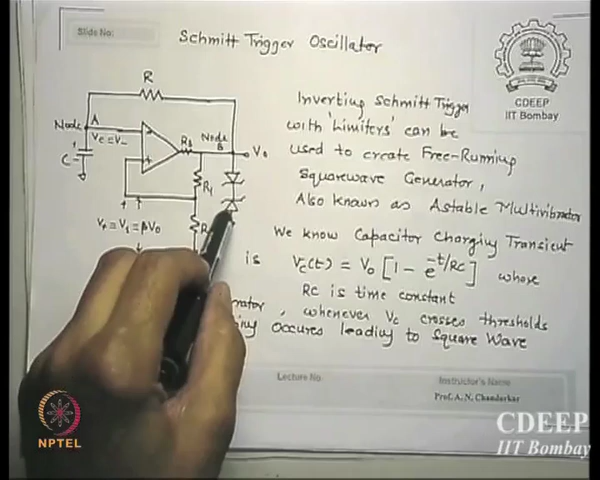 Slide No:
Schmitt Trigger Oscillator
CDEEP
IIT Bombay
R
Node A
Vc = V-
C
R3
Node B
Vo
R1
V+ = V1 = βVo
R
Inverting Schmitt Trigger
with 'Limiters' can be
used to create Free-Running
Squarewave Generator,
Also known as Astable Multivibrator
We know Capacitor Charging Transient
is Vc(t) = Vo [1 - e^-t/RC] where
RC is time constant
rator, whenever Vc crosses thresholds
occures leading to Square Wave
Lecture No.
Instructor's Name
Prof. A. N. Chandorkar
NPTEL
CDEEP
IIT Bombay